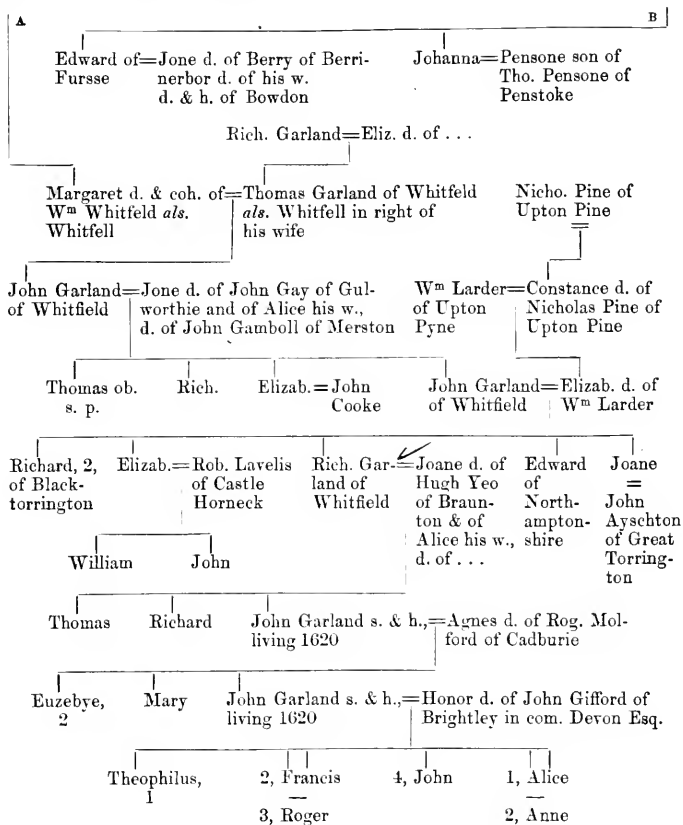 A B
Edward of=Jone d. of Berry of Berri-
Fursse nerbor d. of his w.
d. & h. of Bowdon
Johanna=Pensone son of
Tho. Pensone of
Penstoke
Rich. Garland=Eliz. d. of . . .
Margaret d. & coh. of=Thomas Garland of Whitfeld
Wm Whitfeld als. als. Whitfell in right of
Whitfell his wife
Nicho. Pine of
Upton Pine
=
John Garland=Jone d. of John Gay of Gul-
of Whitfield worthie and of Alice his w.,
d. of John Gamboll of Merston
Wm Larder=Constance d. of
of Upton Nicholas Pine of
Pyne Upton Pine
Thomas ob.
s. p.
Rich.
Elizab.=John
Cooke
John Garland=Elizab. d. of
of Whitfield Wm Larder
Richard, 2,
of Black-
torrington
Elizab.=Rob. Lavelis
of Castle
Horneck
Rich. Gar-=Joane d. of
land of Hugh Yeo
Whitfield of Braun-
ton & of
Alice his w.,
d. of . . .
Edward
of
North-
ampton-
shire
Joane
=
John
Ayschton
of Great
Torring-
ton
William John
Thomas Richard
John Garland s. & h.,=Agnes d. of Rog. Mol-
living 1620 ford of Cadburie
Euzebye,
2
Mary
John Garland s. & h.,=Honor d. of John Gifford of
living 1620 Brightley in com. Devon Esq.
Theophilus,
1
2, Francis
—
3, Roger
4, John
1, Alice
—
2, Anne